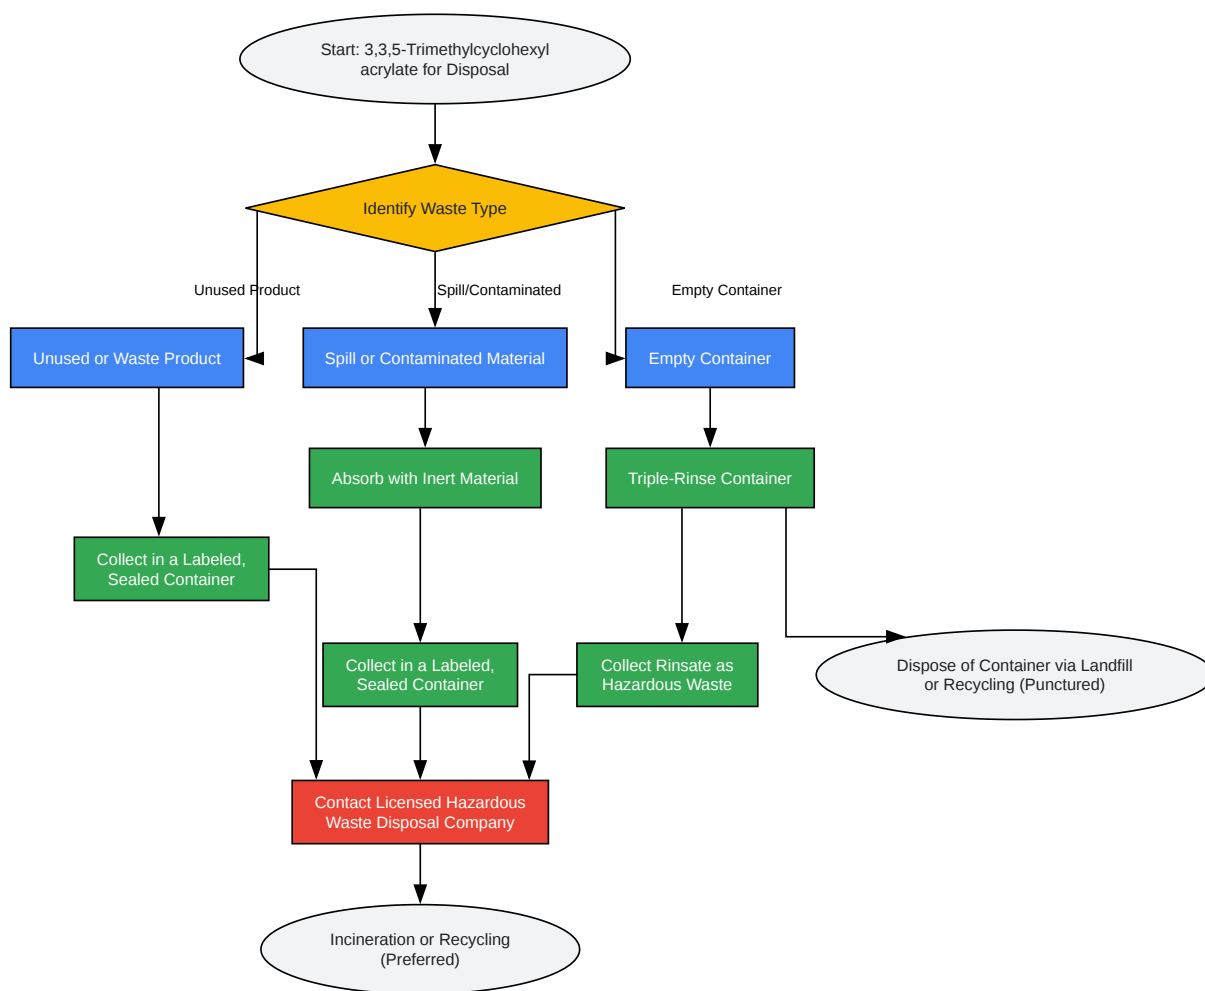 Start: 3,3,5-Trimethylcyclohexyl
acrylate for Disposal
Identify Waste Type
Unused Product
Spill/Contaminated
Empty Container
Unused or Waste Product
Spill or Contaminated Material
Empty Container
Absorb with Inert Material
Triple-Rinse Container
Collect in a Labeled,
Sealed Container
Collect in a Labeled,
Sealed Container
Collect Rinsate as
Hazardous Waste
Dispose of Container via Landfill
or Recycling (Punctured)
Contact Licensed Hazardous
Waste Disposal Company
Incineration or Recycling
(Preferred)